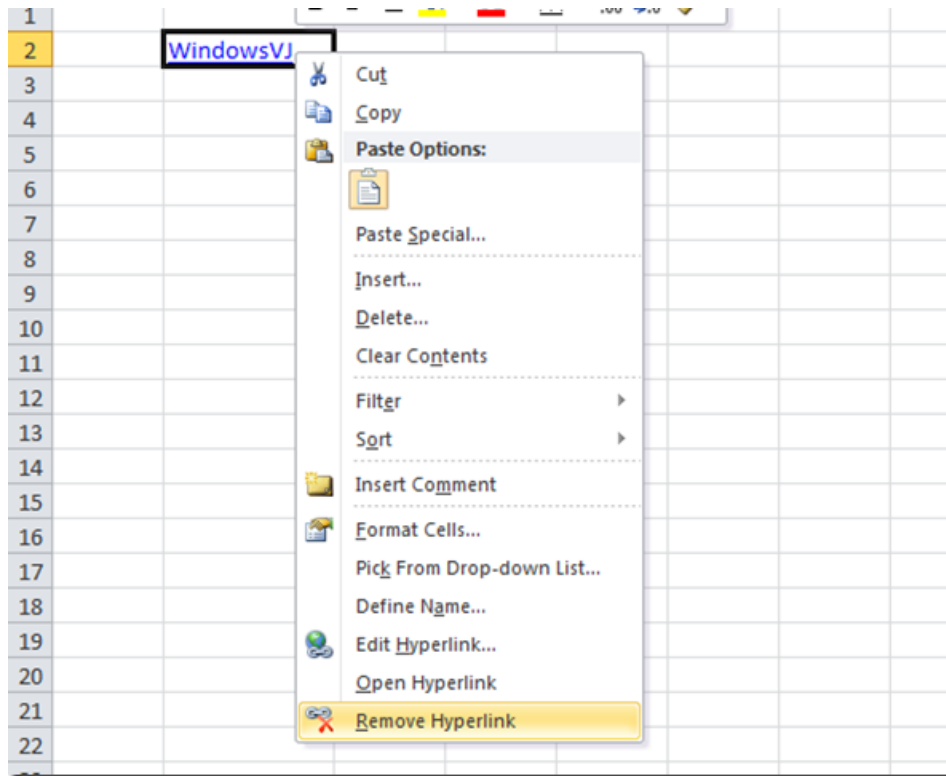 1
2 WindowsVJ
3 Cut
4 Copy
5 Paste Options:
6
7 Paste Special...
8
9 Insert...
10 Delete...
11 Clear Contents
12 Filter
13 Sort
14 Insert Comment
15
16 Format Cells...
17 Pick From Drop-down List...
18 Define Name...
19 Edit Hyperlink...
20 Open Hyperlink
21 Remove Hyperlink
22